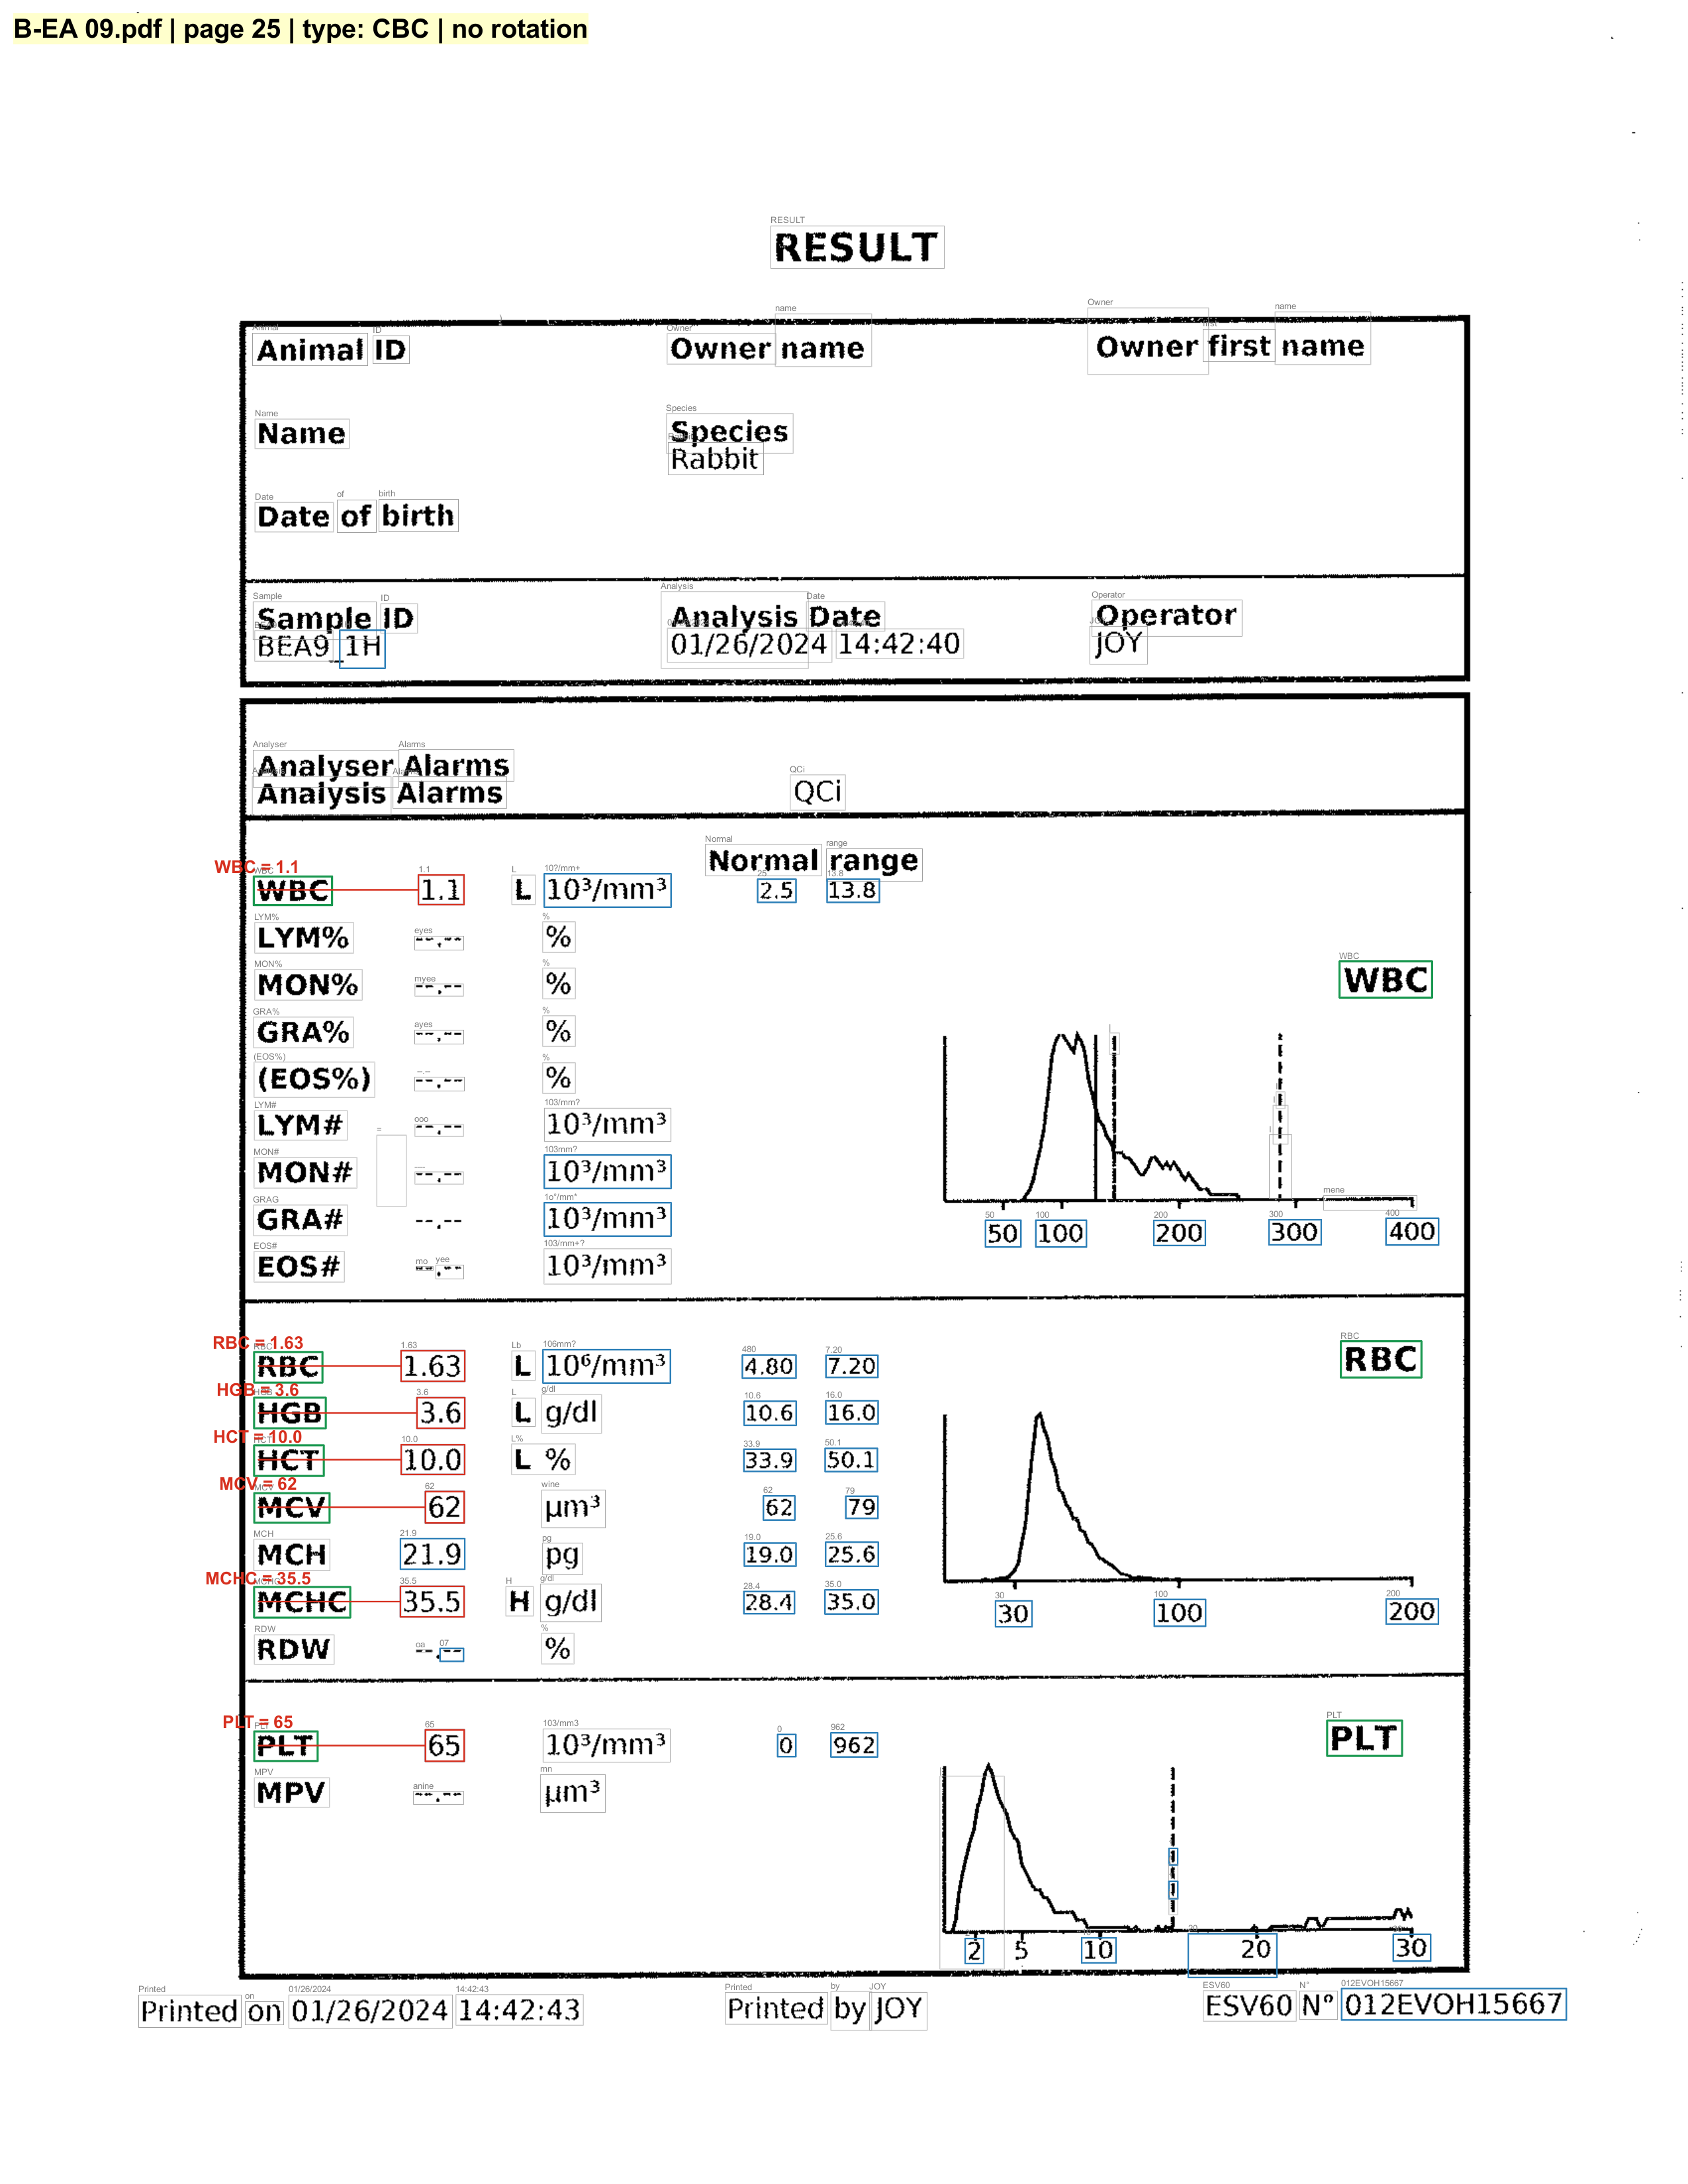 B-EA 09.pdf | page 25 | type: CBC | no rotation
RESULT
RESULT
Animal ID Owner name Owner first name
Name Species
Rabbit
Date of birth
Sample ID Analysis Date Operator
BEA9_1H 01/26/2024 14:42:40 JOY
Analyser Alarms
Analysis Alarms QCi
Normal range
WBC = 1.1
WBC 1.1 L 10³/mm³ 2.5 13.8
LYM% --.-- %
MON% --.-- %
WBC
GRA% --.-- %
(EOS%) --.-- %
LYM# --.-- 10³/mm³
MON# --.-- 10³/mm³
GRA# --.-- 10³/mm³
50 100 200 300 400
EOS# --.-- 10³/mm³
RBC = 1.63
RBC 1.63 L 10⁶/mm³ 4.80 7.20
RBC
HGB = 3.6
HGB 3.6 L g/dl 10.6 16.0
HCT = 10.0
HCT 10.0 L % 33.9 50.1
MCV = 62
MCV 62 µm³ 62 79
MCH 21.9 pg 19.0 25.6
MCHC = 35.5
MCHC 35.5 H g/dl 28.4 35.0
30 100 200
RDW --.-- %
PLT = 65
PLT 65 10³/mm³ 0 962
PLT
MPV --.-- µm³
2 5 10 20 30
Printed on 01/26/2024 14:42:43 Printed by JOY ESV60 N° 012EVOH15667